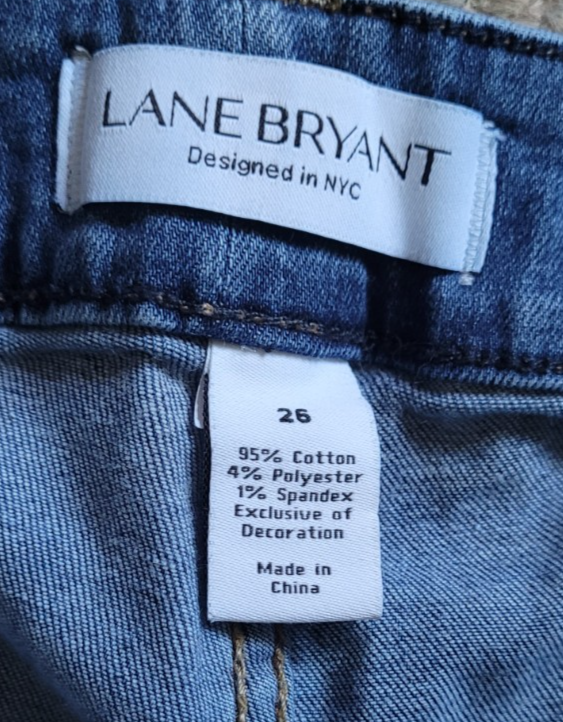 LANE BRYANT
Designed in NYC
26
95% Cotton
4% Polyester
1% Spandex
Exclusive of
Decoration
Made in
China